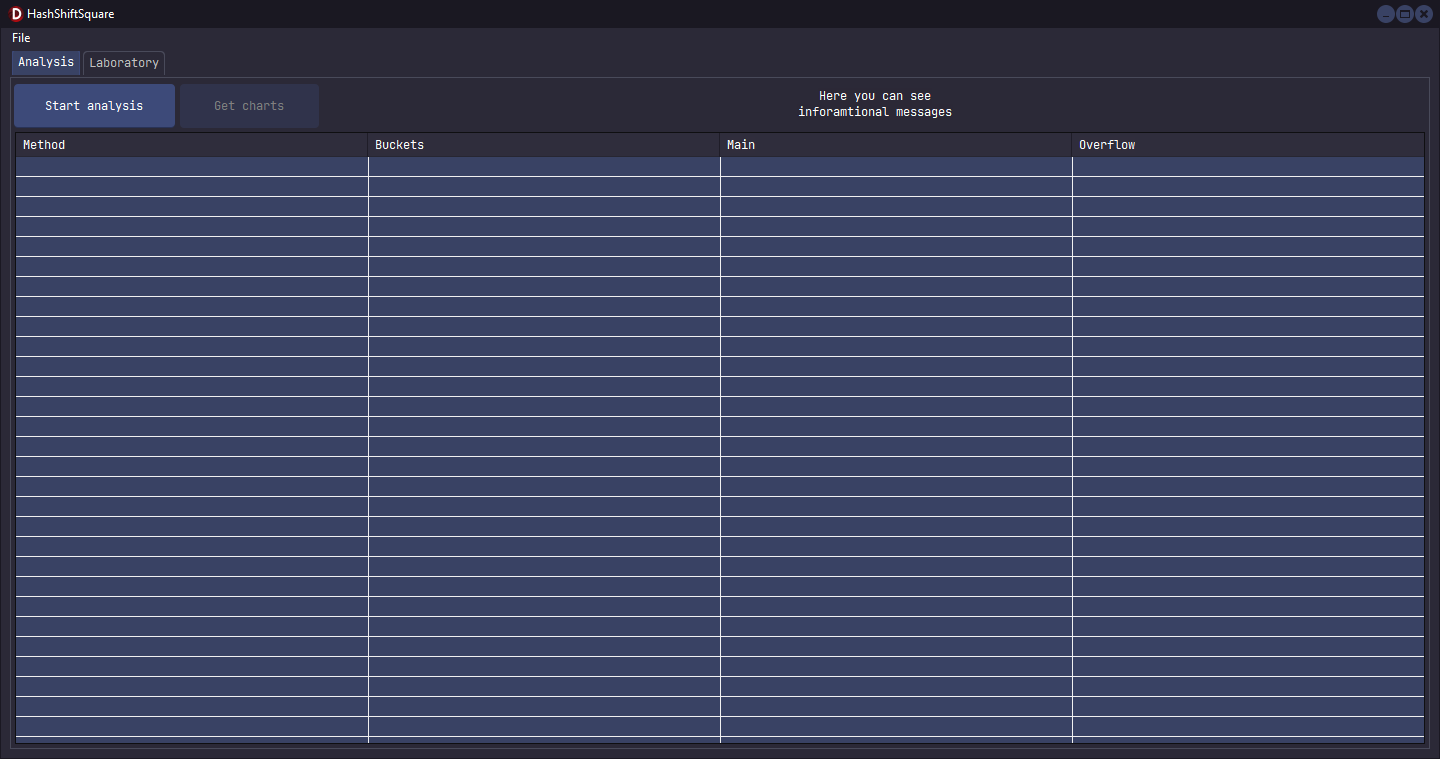 D HashShiftSquare
File
Analysis Laboratory
Start analysis Get charts
Here you can see
inforamtional messages
Method Buckets Main Overflow